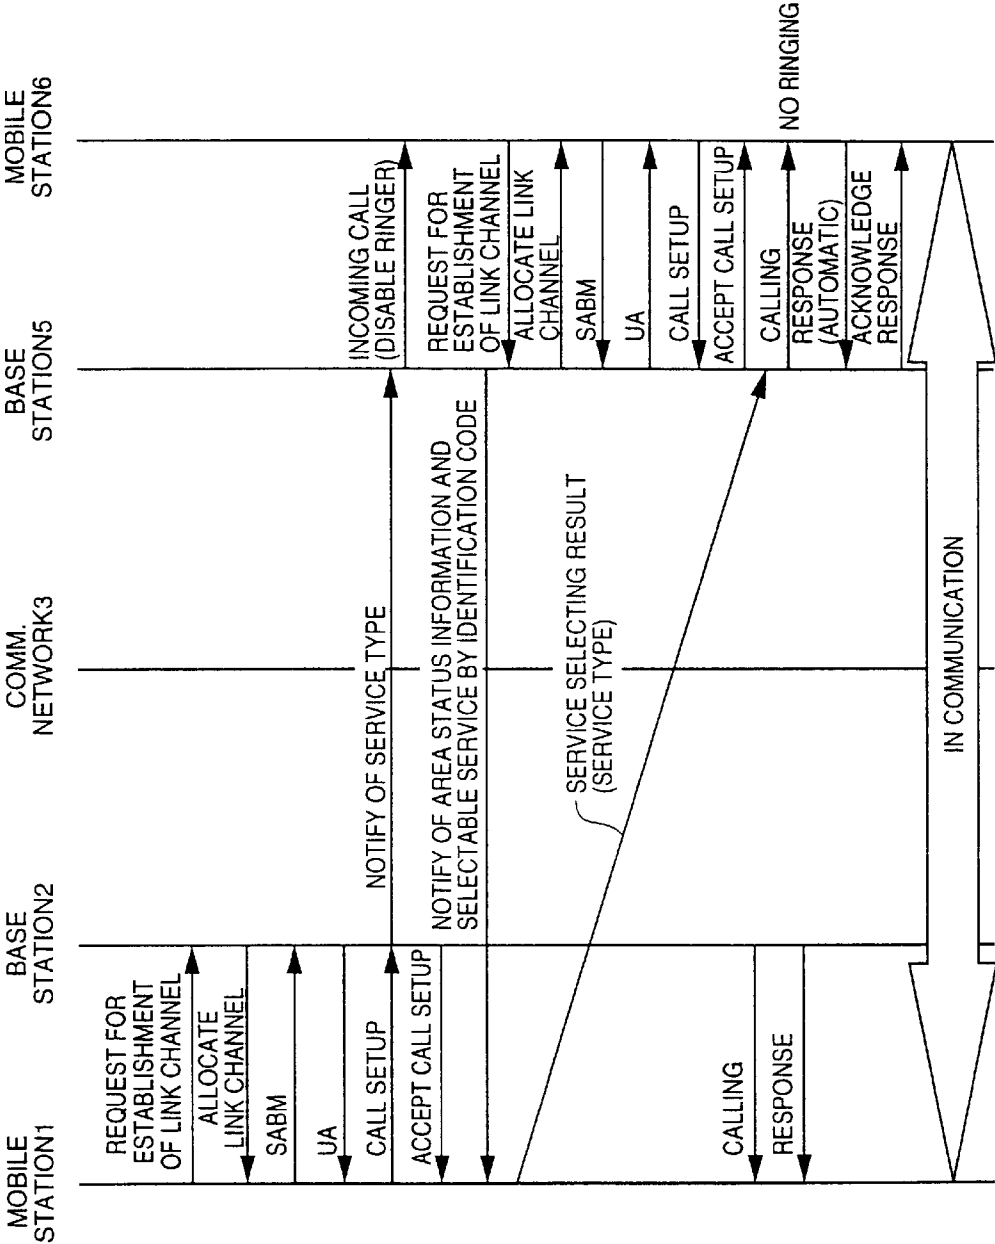 MOBILE
STATION1
BASE
STATION2
COMM.
NETWORK3
BASE
STATION5
MOBILE
STATION6
REQUEST FOR
ESTABLISHMENT
OF LINK CHANNEL
ALLOCATE
LINK CHANNEL
SABM
UA
CALL SETUP
ACCEPT CALL SETUP
NOTIFY OF SERVICE TYPE
INCOMING CALL
(DISABLE RINGER)
NOTIFY OF AREA STATUS INFORMATION AND
SELECTABLE SERVICE BY IDENTIFICATION CODE
REQUEST FOR
ESTABLISHMENT
OF LINK CHANNEL
ALLOCATE LINK
CHANNEL
SABM
UA
CALL SETUP
ACCEPT CALL SETUP
SERVICE SELECTING RESULT
(SERVICE TYPE)
CALLING
NO RINGING
RESPONSE
(AUTOMATIC)
ACKNOWLEDGE
RESPONSE
CALLING
RESPONSE
IN COMMUNICATION